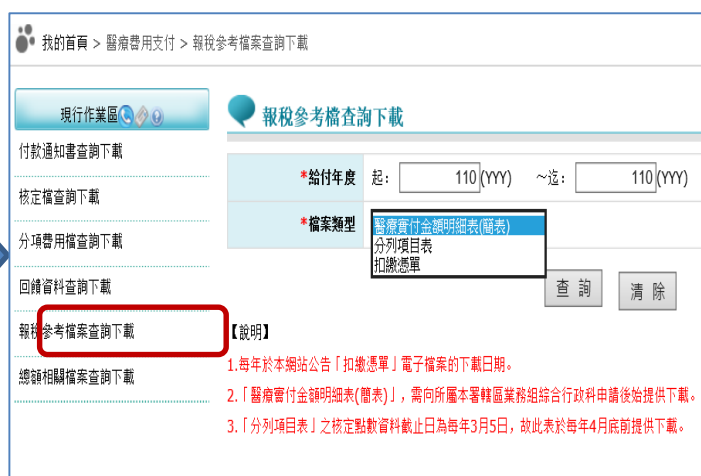 我的首頁 > 醫療費用支付 > 報稅參考檔案查詢下載
現行作業區
付款通知書查詢下載
核定檔查詢下載
分項費用檔查詢下載
回饋資料查詢下載
報稅參考檔案查詢下載
總額相關檔案查詢下載
報稅參考檔查詢下載
*給付年度 起: 110 (YYY) ～迄: 110 (YYY)
*檔案類型 醫療實付金額明細表(簡表)
分列項目表
扣繳憑單
查 詢 清 除
【說明】
1.每年於本網站公告「扣繳憑單」電子檔案的下載日期。
2.「醫療實付金額明細表(簡表)」，需向所屬本署轄區業務組綜合行政科申請後始提供下載。
3.「分列項目表」之核定點數資料截止日為每年3月5日，故此表於每年4月底前提供下載。